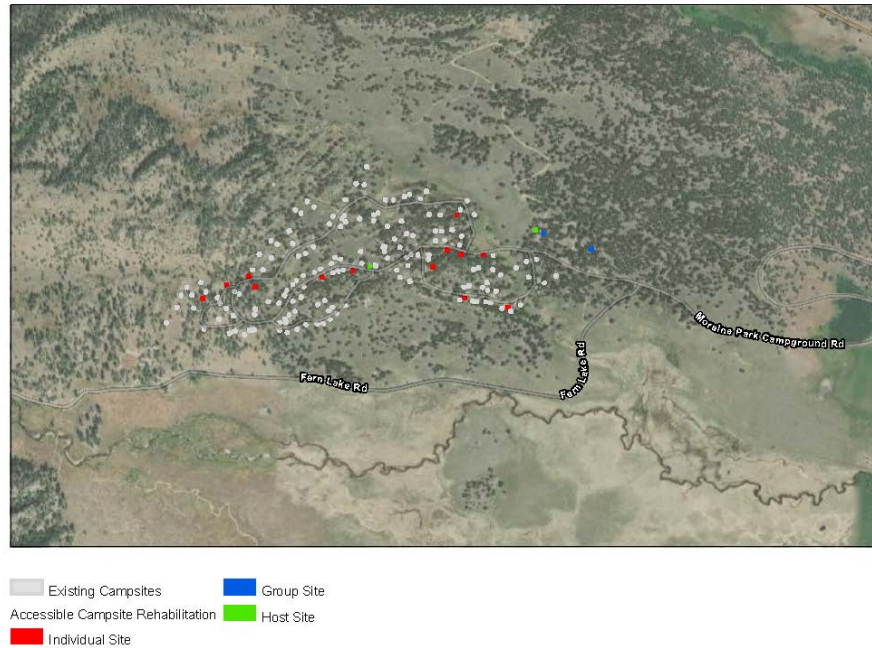 Moraine Park Campground Rd
Fern Lake Rd
Fern Lake Rd
Existing Campsites
Group Site
Accessible Campsite Rehabilitation
Host Site
Individual Site